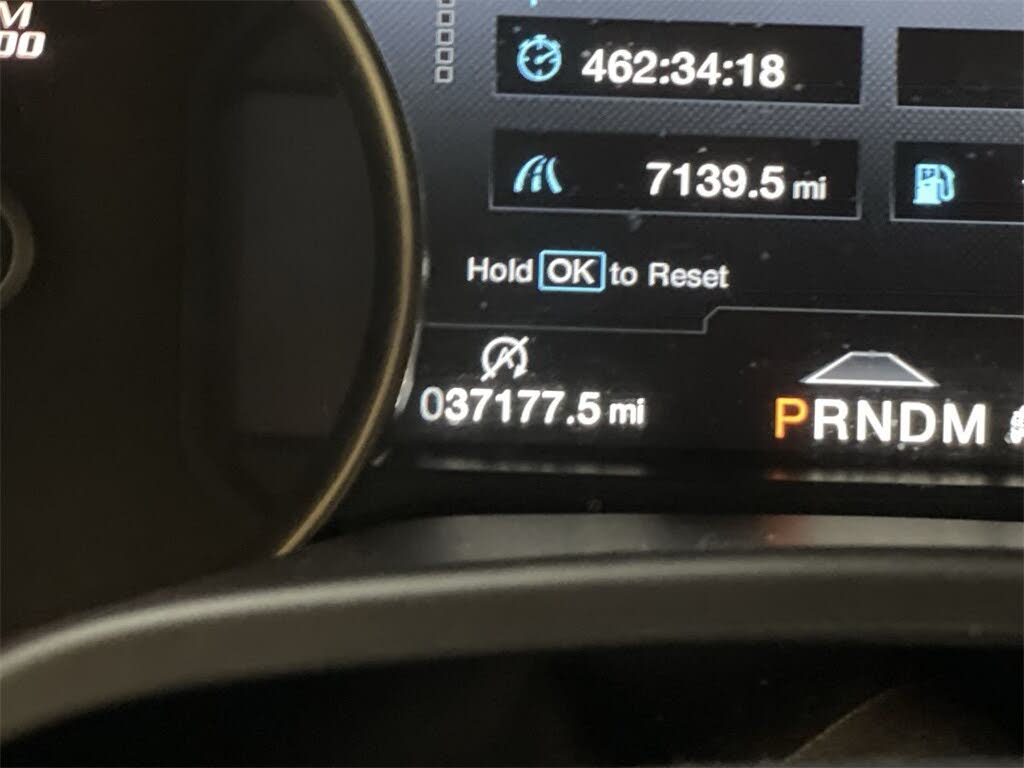 462:34:18
7139.5 mi
Hold OK to Reset
A
037177.5 mi
PRNDM